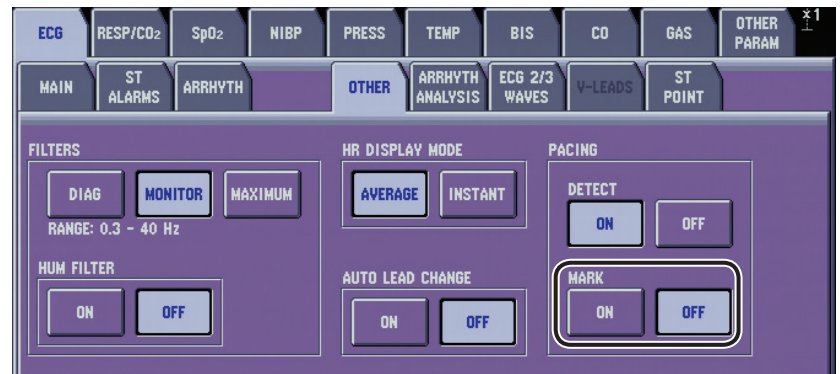 ECG RESP/CO₂ SpO₂ NIBP PRESS TEMP BIS CO GAS OTHER PARAM 1
MAIN ST ALARMS ARRHYTH OTHER ARRHYTH ANALYSIS ECG 2/3 WAVES V-LEADS ST POINT
FILTERS
DIAG MONITOR MAXIMUM
RANGE: 0.3 - 40 Hz
HUM FILTER
ON OFF
HR DISPLAY MODE
AVERAGE INSTANT
AUTO LEAD CHANGE
ON OFF
PACING
DETECT
ON OFF
MARK
ON OFF